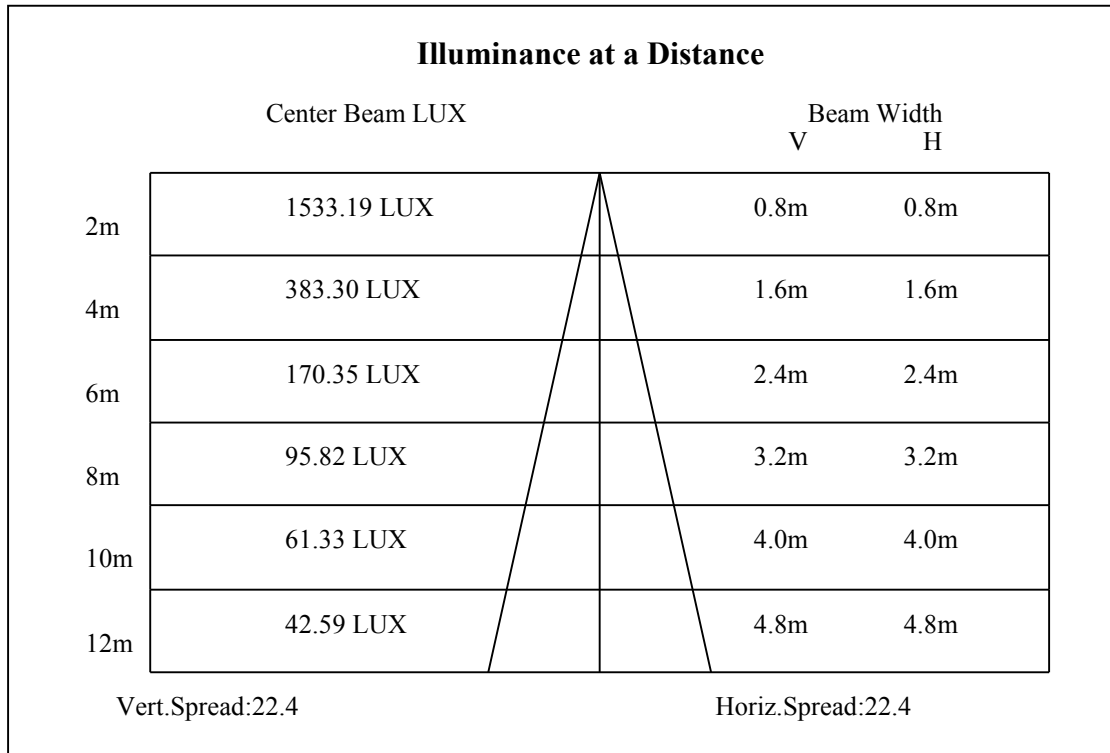 Illuminance at a Distance
Center Beam LUX Beam Width
V H
2m 1533.19 LUX 0.8m 0.8m
4m 383.30 LUX 1.6m 1.6m
6m 170.35 LUX 2.4m 2.4m
8m 95.82 LUX 3.2m 3.2m
10m 61.33 LUX 4.0m 4.0m
12m 42.59 LUX 4.8m 4.8m
Vert.Spread:22.4 Horiz.Spread:22.4